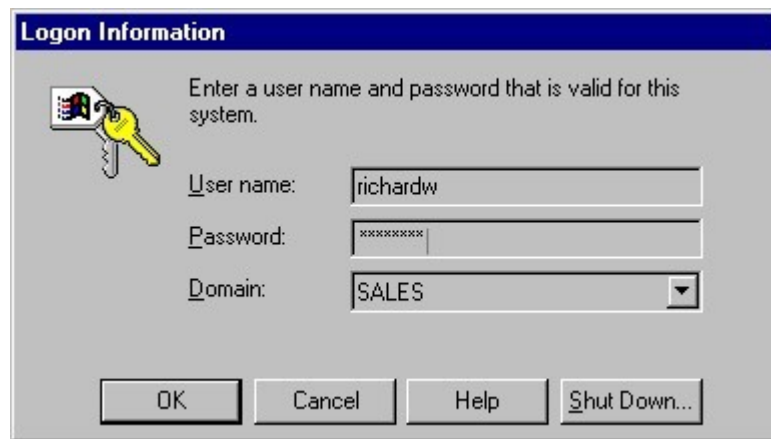 Logon Information
Enter a user name and password that is valid for this
system.
User name: richardw
Password: ********
Domain: SALES
OK Cancel Help Shut Down...